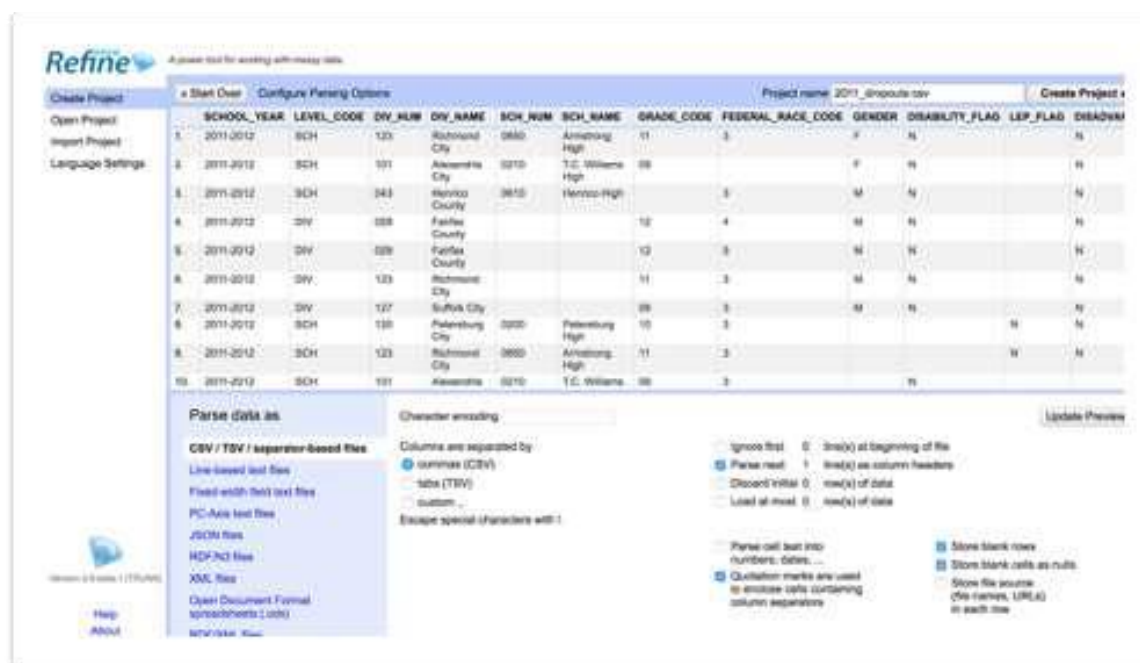 Refine
A power tool for working with messy data.
Create Project
Open Project
Import Project
Language Settings
« Start Over Configure Parsing Options Project name 2011_dropouts csv Create Project »
SCHOOL_YEAR LEVEL_CODE DIV_NUM DIV_NAME SCH_NUM SCH_NAME GRADE_CODE FEDERAL_RACE_CODE GENDER DISABILITY_FLAG LEP_FLAG DISADVA
1. 2011-2012 SCH 123 Richmond City 0650 Armstrong High 11 3 F N N
2. 2011-2012 SCH 101 Alexandria City 0210 T.C. Williams High 09 F N N
3. 2011-2012 SCH 043 Henrico County 0610 Henrico High 3 M N N
4. 2011-2012 DIV 029 Fairfax County 12 4 M N N
5. 2011-2012 DIV 029 Fairfax County 12 M N N
6. 2011-2012 DIV 123 Richmond City 11 3 M N N
7. 2011-2012 DIV 127 Suffolk City 09 3 M N N
8. 2011-2012 SCH 120 Petersburg City Petersburg High 10 3 N N
9. 2011-2012 SCH 123 Richmond City 0650 Armstrong High 11 3 N N
10. 2011-2012 SCH 101 Alexandria 0210 T.C. Williams 09 3 N
Parse data as
Character encoding
Update Preview
CSV / TSV / separator-based files
Line-based text files
Fixed-width field text files
PC-Axis text files
JSON files
RDF/N3 files
XML files
Open Document Format spreadsheets (.ods)
RDF/XML files
Columns are separated by
commas (CSV)
tabs (TSV)
custom
Escape special characters with \
Ignore first 0 line(s) at beginning of file
Parse next 1 line(s) as column headers
Discard initial 0 row(s) of data
Load at most 0 row(s) of data
Parse cell text into
numbers, dates, ...
Quotation marks are used
to enclose cells containing
column separators
Store blank rows
Store blank cells as nulls
Store file source
(file names, URLs)
in each row
Help
About